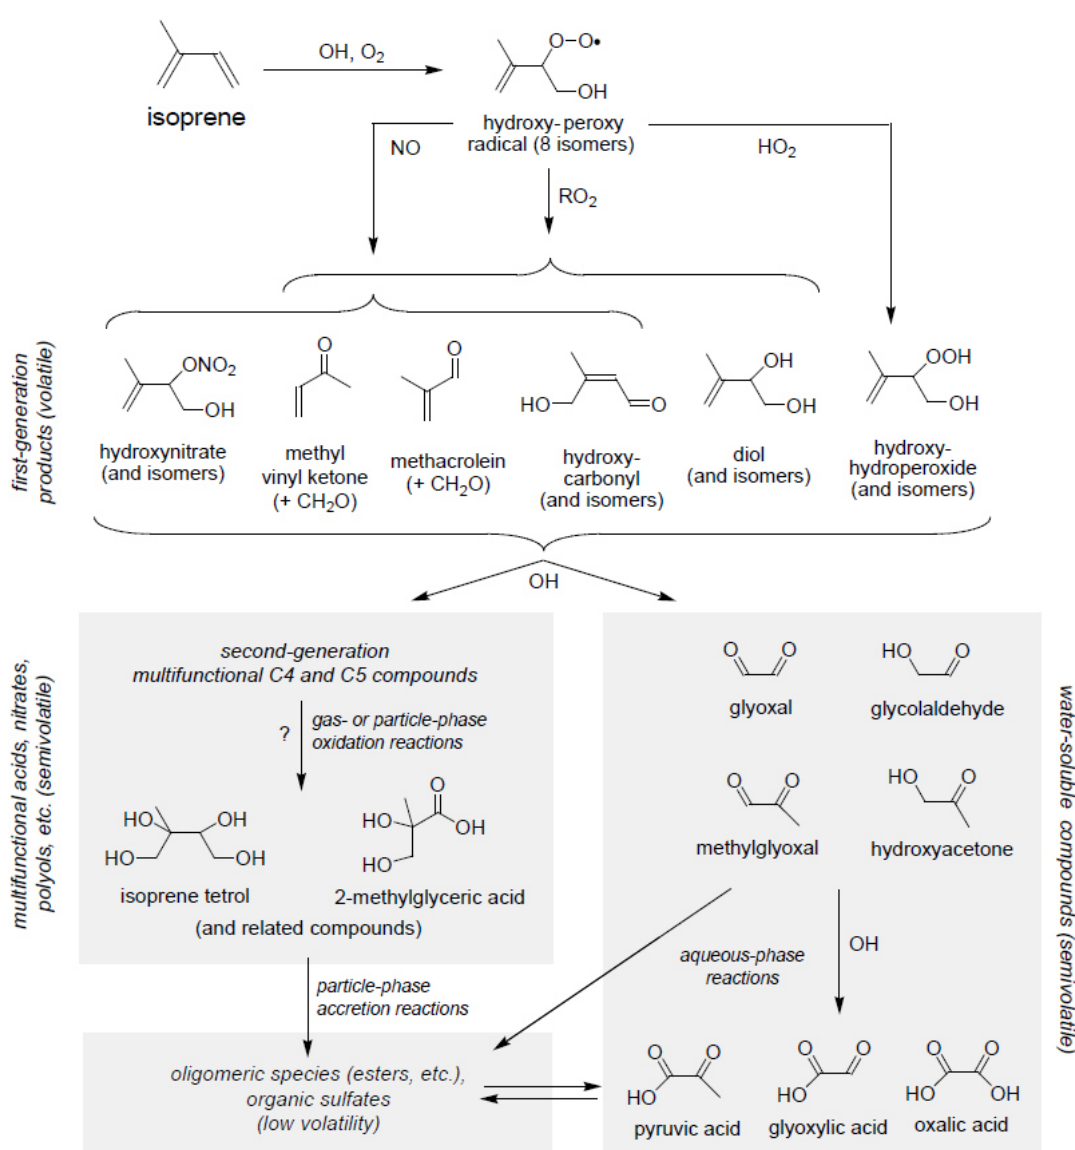 OH, O2
O–O•
OH
isoprene
hydroxy-peroxy
radical (8 isomers)
NO
HO2
RO2
first-generation
products (volatile)
ONO2
OH
O
O
HO
O
OH
OH
OOH
OH
hydroxynitrate
(and isomers)
methyl
vinyl ketone
(+ CH2O)
methacrolein
(+ CH2O)
hydroxy-
carbonyl
(and isomers)
diol
(and isomers)
hydroxy-
hydroperoxide
(and isomers)
OH
multifunctional acids, nitrates,
polyols, etc. (semivolatile)
second-generation
multifunctional C4 and C5 compounds
?
gas- or particle-phase
oxidation reactions
HO
OH
HO
OH
isoprene tetrol
O
HO
OH
HO
2-methylglyceric acid
(and related compounds)
particle-phase
accretion reactions
oligomeric species (esters, etc.),
organic sulfates
(low volatility)
O
O
glyoxal
HO
O
glycolaldehyde
O
O
methylglyoxal
HO
O
hydroxyacetone
aqueous-phase
reactions
OH
O
O
HO
pyruvic acid
O
O
HO
glyoxylic acid
O
O
HO
OH
oxalic acid
water-soluble compounds (semivolatile)